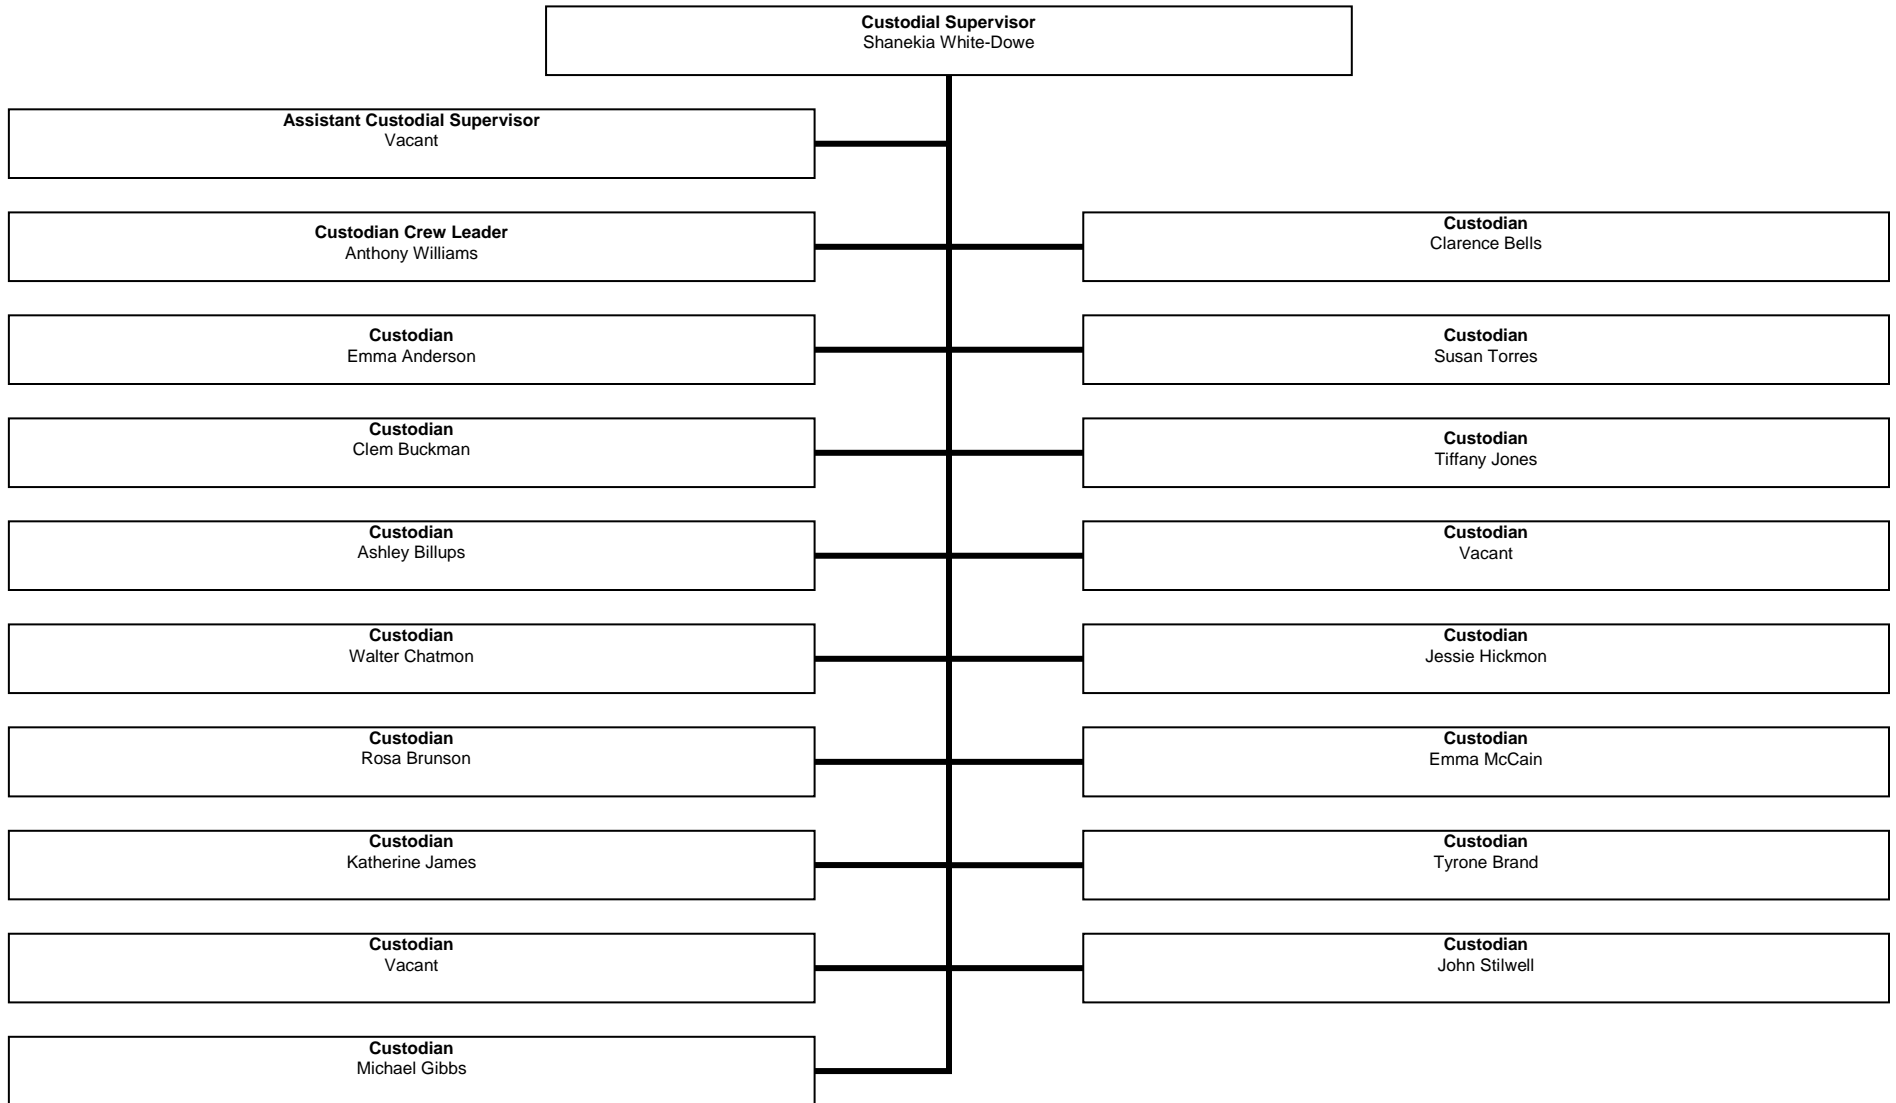 Custodial Supervisor
Shanekia White-Dowe
Assistant Custodial Supervisor
Vacant
Custodian Crew Leader
Anthony Williams
Custodian
Clarence Bells
Custodian
Emma Anderson
Custodian
Susan Torres
Custodian
Clem Buckman
Custodian
Tiffany Jones
Custodian
Ashley Billups
Custodian
Vacant
Custodian
Walter Chatmon
Custodian
Jessie Hickmon
Custodian
Rosa Brunson
Custodian
Emma McCain
Custodian
Katherine James
Custodian
Tyrone Brand
Custodian
Vacant
Custodian
John Stilwell
Custodian
Michael Gibbs